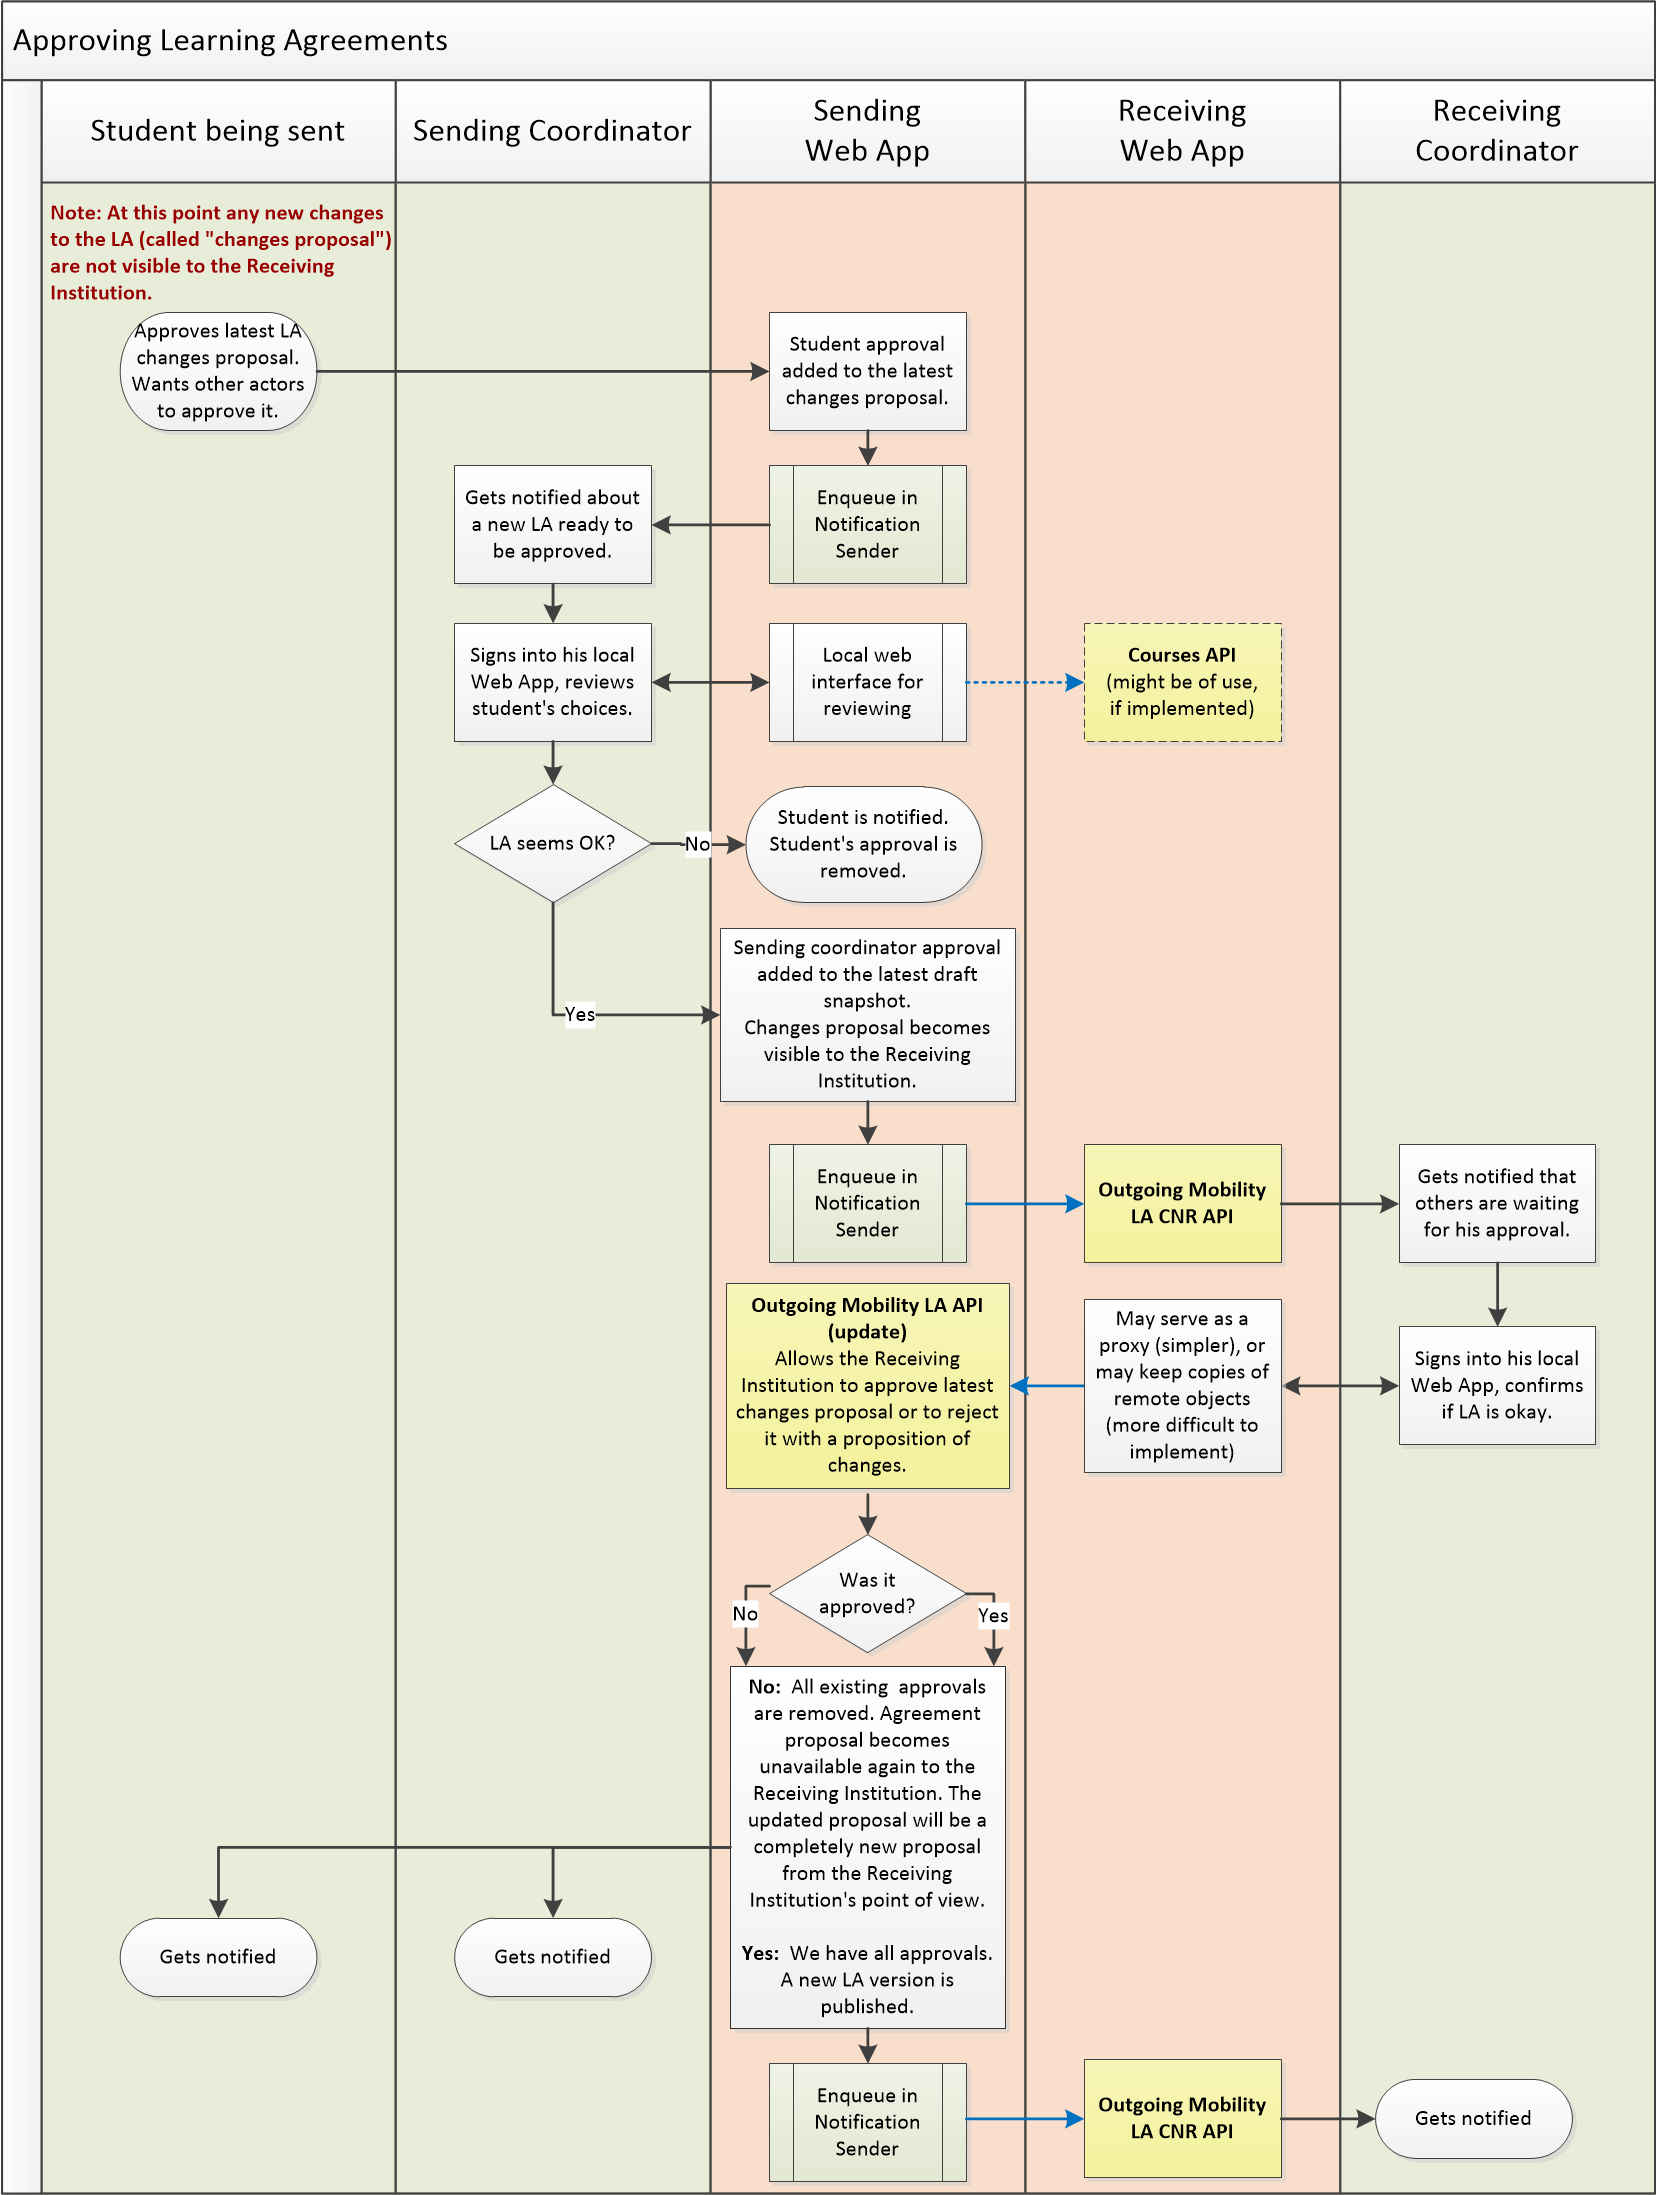 Approving Learning Agreements
Student being sent
Sending Coordinator
Sending
Web App
Receiving
Web App
Receiving
Coordinator
Note: At this point any new changes
to the LA (called "changes proposal")
are not visible to the Receiving
Institution.
Approves latest LA
changes proposal.
Wants other actors
to approve it.
Student approval
added to the latest
changes proposal.
Gets notified about
a new LA ready to
be approved.
Enqueue in
Notification
Sender
Signs into his local
Web App, reviews
student's choices.
Local web
interface for
reviewing
Courses API
(might be of use,
if implemented)
LA seems OK?
No
Student is notified.
Student's approval is
removed.
Yes
Sending coordinator approval
added to the latest draft
snapshot.
Changes proposal becomes
visible to the Receiving
Institution.
Enqueue in
Notification
Sender
Outgoing Mobility
LA CNR API
Gets notified that
others are waiting
for his approval.
Outgoing Mobility LA API
(update)
Allows the Receiving
Institution to approve latest
changes proposal or to reject
it with a proposition of
changes.
May serve as a
proxy (simpler), or
may keep copies of
remote objects
(more difficult to
implement)
Signs into his local
Web App, confirms
if LA is okay.
Was it
approved?
No
Yes
No:  All existing  approvals
are removed. Agreement
proposal becomes
unavailable again to the
Receiving Institution. The
updated proposal will be a
completely new proposal
from the Receiving
Institution's point of view.
Yes:  We have all approvals.
A new LA version is
published.
Gets notified
Gets notified
Enqueue in
Notification
Sender
Outgoing Mobility
LA CNR API
Gets notified